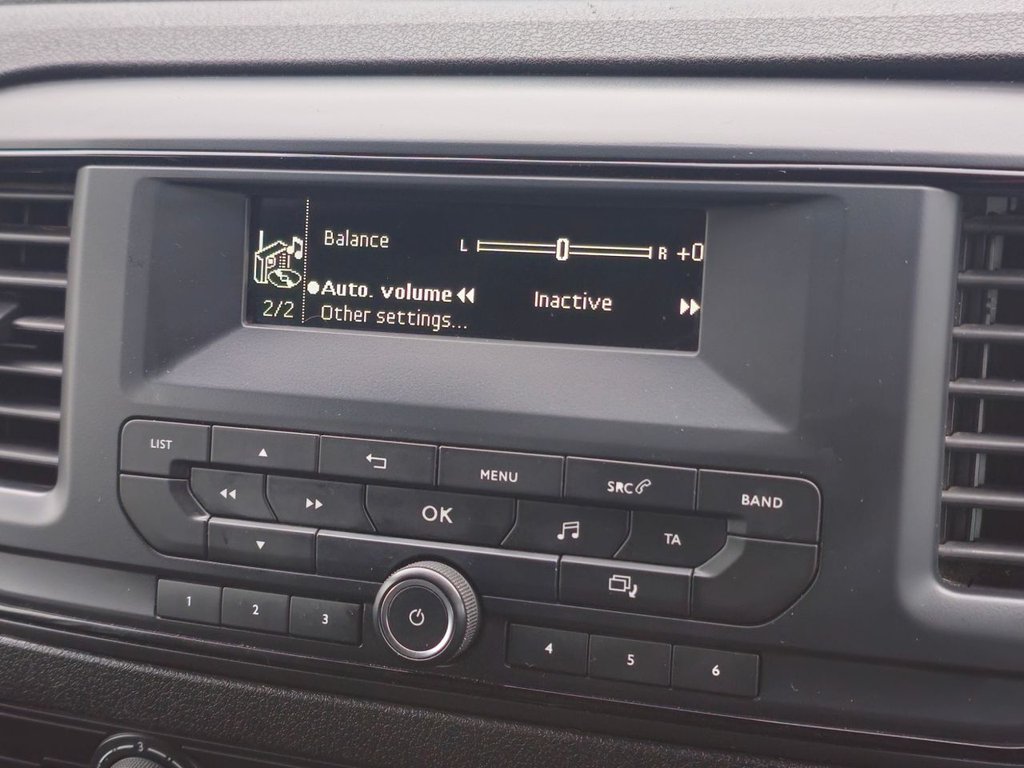 Balance L R +0
2/2 Auto. volume Inactive
Other settings...
LIST
MENU
SRC
BAND
OK
TA
1 2 3
4 5 6
3